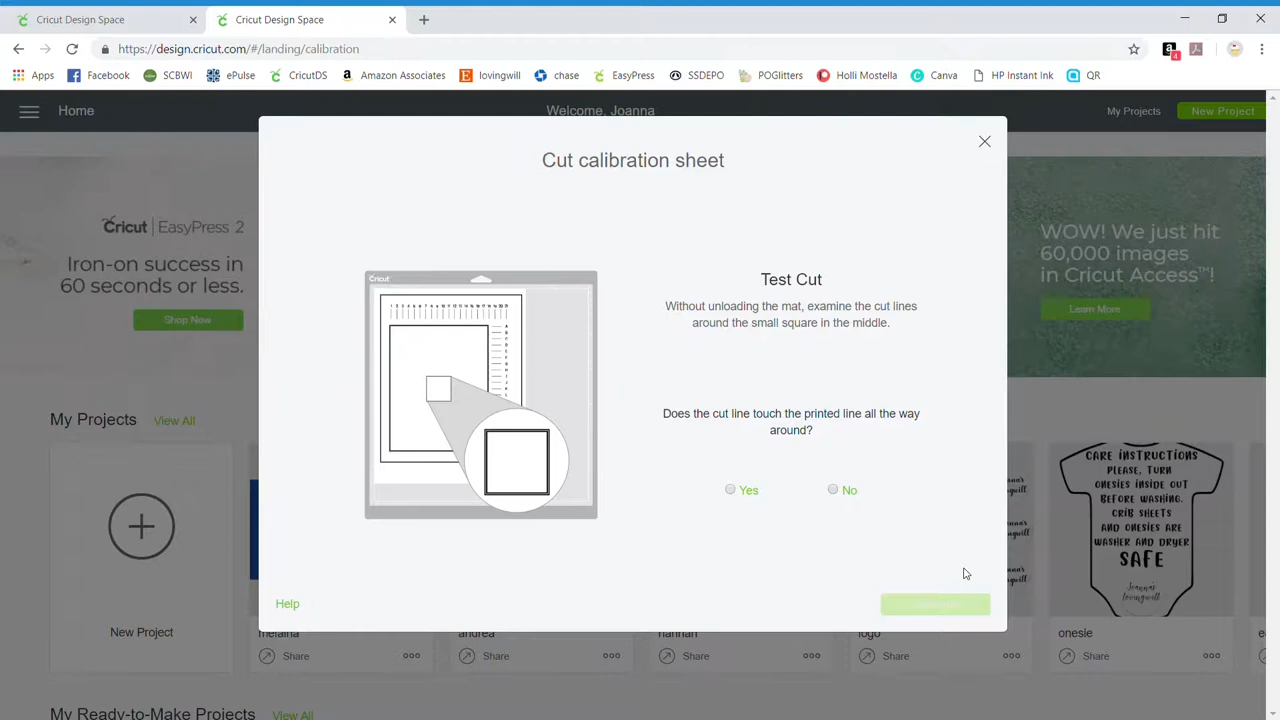 Cricut Design Space
Cricut Design Space
https://design.cricut.com/#/landing/calibration
4
Apps
Facebook
SCBWI
ePulse
CricutDS
Amazon Associates
lovingwill
chase
EasyPress
SSDEPO
POGlitters
Holli Mostella
Canva
HP Instant Ink
QR
Home
Welcome, Joanna
My Projects
New Project
Cut calibration sheet
Cricut EasyPress 2
Iron-on success in
60 seconds or less.
Shop Now
WOW! We just hit
60,000 images
in Cricut Access™!
Learn More
Cricut
Test Cut
Without unloading the mat, examine the cut lines
around the small square in the middle.
Does the cut line touch the printed line all the way
around?
Yes
No
Help
My Projects
View All
New Project
melaina
Share
andrea
Share
hannah
Share
logo
Share
CARE INSTRUCTIONS
PLEASE, TURN
ONESIES INSIDE OUT
BEFORE WASHING.
CRIB SHEETS
AND ONESIES ARE
WASHER AND DRYER
SAFE
Joanna's
lovingwill
onesie
Share
My Ready-to-Make Projects
View All